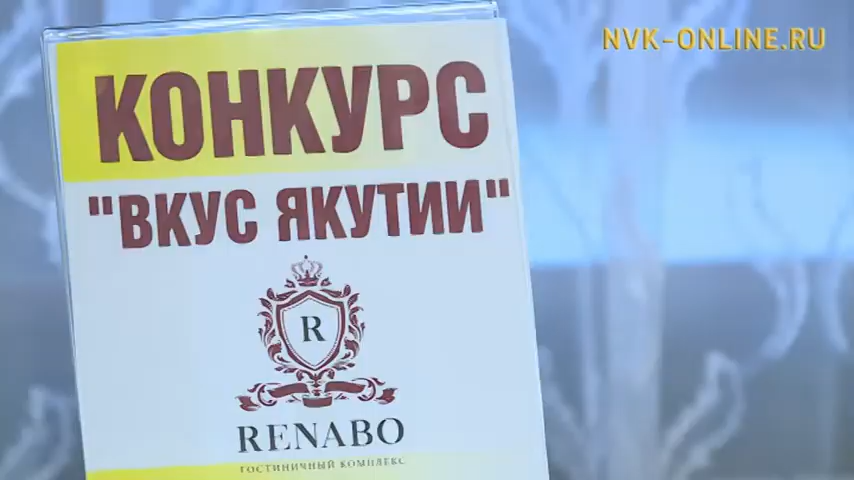 NVK-ONLINE.RU
КОНКУРС
"ВКУС ЯКУТИИ"
R
RENABO
ГОСТИНИЧНЫЙ КОМПЛЕКС